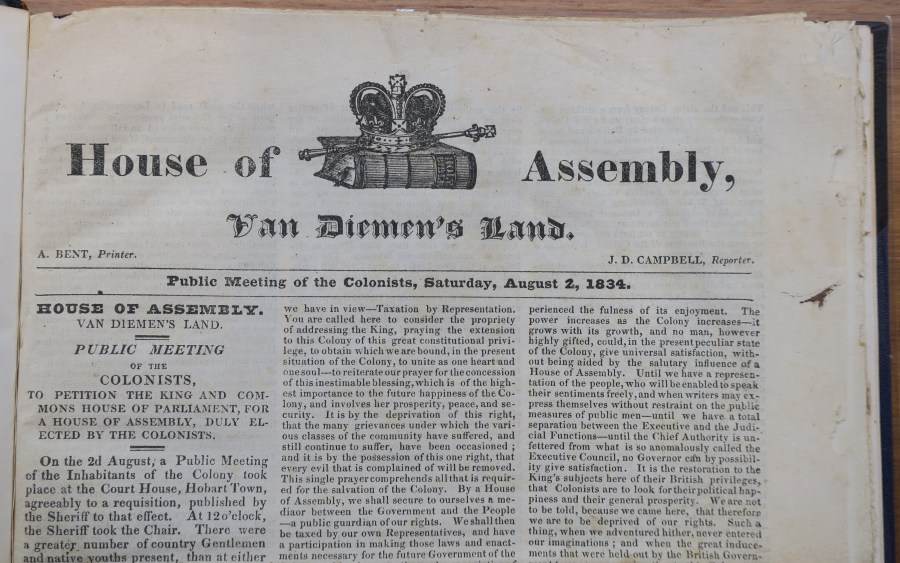 House of Assembly,
Van Diemen's Land.
A. BENT, Printer.
J. D. CAMPBELL, Reporter.
Public Meeting of the Colonists, Saturday, August 2, 1834.
HOUSE OF ASSEMBLY.
VAN DIEMEN'S LAND.
PUBLIC MEETING
OF THE
COLONISTS,
TO PETITION THE KING AND COM-
MONS HOUSE OF PARLIAMENT, FOR
A HOUSE OF ASSEMBLY, DULY EL-
ECTED BY THE COLONISTS.
On the 2d August, a Public Meeting
of the Inhabitants of the Colony took
place at the Court House, Hobart Town,
agreeably to a requisition, published by
the Sheriff to that effect. At 12 o'clock,
the Sheriff took the Chair. There were
a greater number of country Gentlemen
and native youths present, than at either
we have in view—Taxation by Representation.
You are called here to consider the propriety
of addressing the King, praying the extension
to this Colony of this great constitutional privi-
lege, to obtain which we are bound, in the present
situation of the Colony, to unite as one heart and
one soul—to reiterate our prayer for the concession
of this inestimable blessing, which is of the high-
est importance to the future happiness of the Co-
lony, and involves her prosperity, peace, and se-
curity. It is by the deprivation of this right,
that the many grievances under which the vari-
ous classes of the community have suffered, and
still continue to suffer, have been occasioned;
and it is by the possession of this one right, that
every evil that is complained of will be removed.
This single prayer comprehends all that is requir-
ed for the salvation of the Colony. By a House
of Assembly, we shall secure to ourselves a me-
diaor between the Government and the People
—a public guardian of our rights. We shall then
be taxed by our own Representatives, and have
a participation in making those laws and enact-
ments necessary for the future Government of the
perienced the fulness of its enjoyment. The
power increases as the Colony increases—it
grows with its growth, and no man, however
highly gifted, could, in the present peculiar state
of the Colony, give universal satisfaction, with-
out being aided by the salutary influence of a
House of Assembly. Until we have a represen-
tation of the people, who will be enabled to speak
their sentiments freely, and when writers may ex-
press themselves without restraint on the public
measures of public men—until we have a total
separation between the Executive and the Judi-
cial Functions—until the Chief Authority is un-
fettered from what is so anomalously called the
Executive Council, no Governor can by possibil-
ity give satisfaction. It is the restoration to the
King's subjects here of their British privileges,
that Colonists are to look for their political hap-
piness and their general prosperity. We are not
to be told, because we came here, that therefore
we are to be deprived of our rights. Such a
thing, when we adventured hither, never entered
our imaginations; and when the great induce-
ments that were held out by the British Govern-